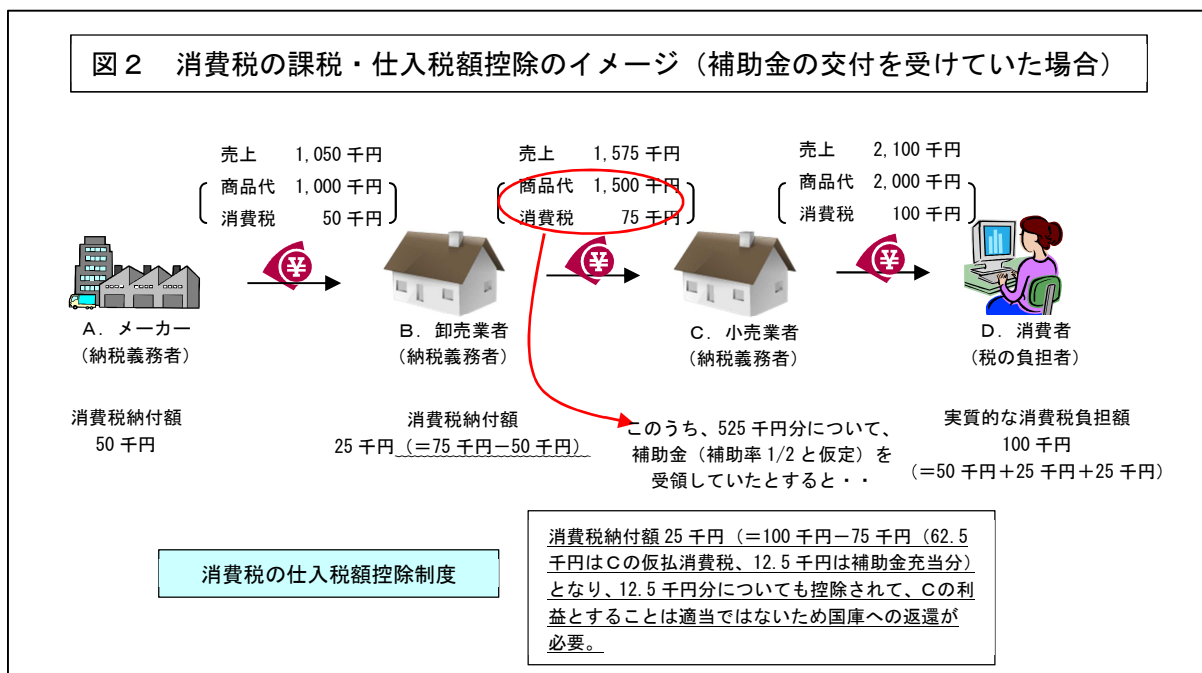 図2 消費税の課税・仕入税額控除のイメージ(補助金の交付を受けていた場合)
売上 1,050 千円
商品代 1,000 千円
消費税 50 千円
売上 1,575 千円
商品代 1,500 千円
消費税 75 千円
売上 2,100 千円
商品代 2,000 千円
消費税 100 千円
¥
¥
¥
A.メーカー
(納税義務者)
B.卸売業者
(納税義務者)
C.小売業者
(納税義務者)
D.消費者
(税の負担者)
消費税納付額
50 千円
消費税納付額
25 千円(=75 千円-50 千円)
このうち、525 千円分について、
補助金(補助率 1/2 と仮定)を
受領していたとすると・・
実質的な消費税負担額
100 千円
(=50 千円+25 千円+25 千円)
消費税の仕入税額控除制度
消費税納付額 25 千円(=100 千円-75 千円(62.5
千円はCの仮払消費税、12.5 千円は補助金充当分)
となり、12.5 千円分についても控除されて、Cの利
益とすることは適当ではないため国庫への返還が
必要。